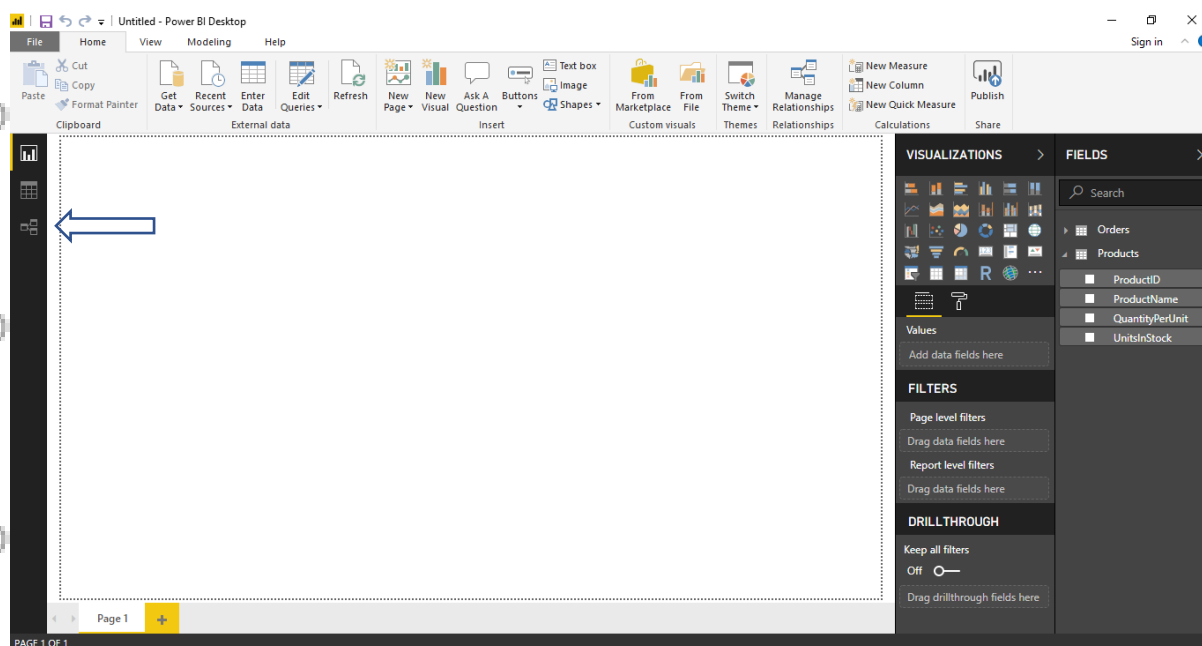 Untitled - Power BI Desktop
File Home View Modeling Help Sign in
Paste
Cut
Copy
Format Painter
Clipboard
Get Data
Recent Sources
Enter Data
Edit Queries
Refresh
External data
New Page
New Visual
Ask A Question
Buttons
Text box
Image
Shapes
Insert
From Marketplace
From File
Custom visuals
Switch Theme
Themes
Manage Relationships
Relationships
New Measure
New Column
New Quick Measure
Calculations
Publish
Share
VISUALIZATIONS
R
Values
Add data fields here
FILTERS
Page level filters
Drag data fields here
Report level filters
Drag data fields here
DRILLTHROUGH
Keep all filters
Off
Drag drillthrough fields here
FIELDS
Search
Orders
Products
ProductID
ProductName
QuantityPerUnit
UnitsInStock
Page 1
PAGE 1 OF 1